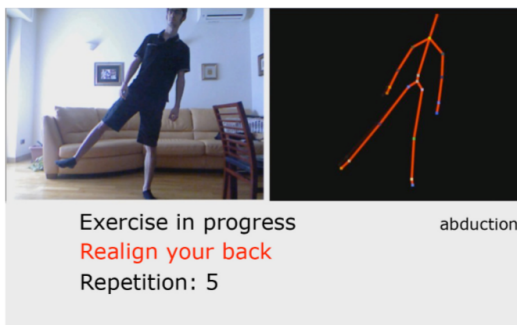 Exercise in progress
abduction
Realign your back
Repetition: 5